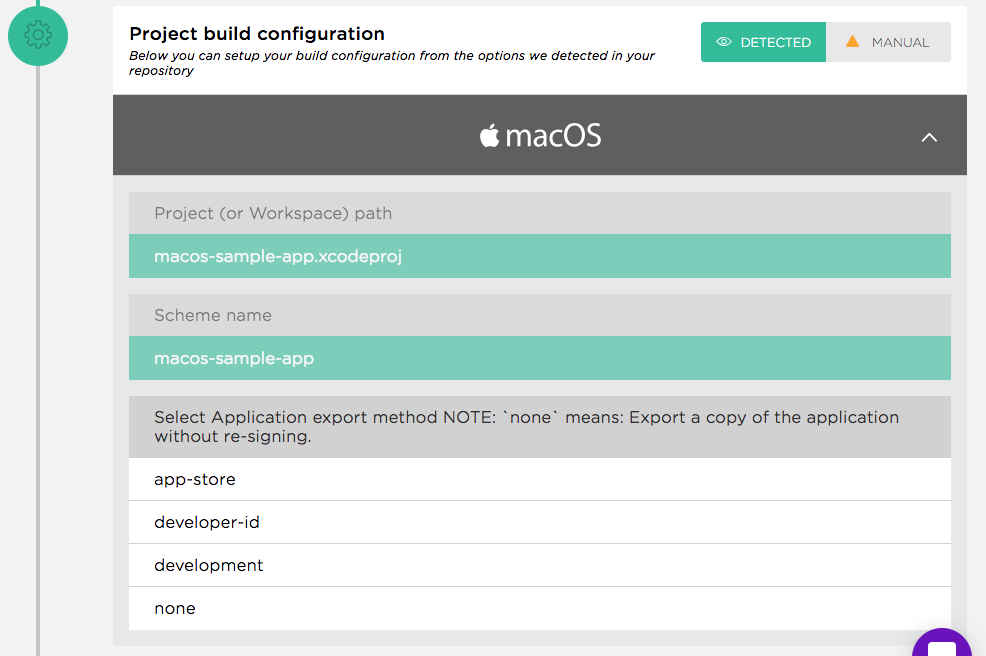 Project build configuration
Below you can setup your build configuration from the options we detected in your
repository
DETECTED
MANUAL
macOS
Project (or Workspace) path
macos-sample-app.xcodeproj
Scheme name
macos-sample-app
Select Application export method NOTE: `none` means: Export a copy of the application
without re-signing.
app-store
developer-id
development
none